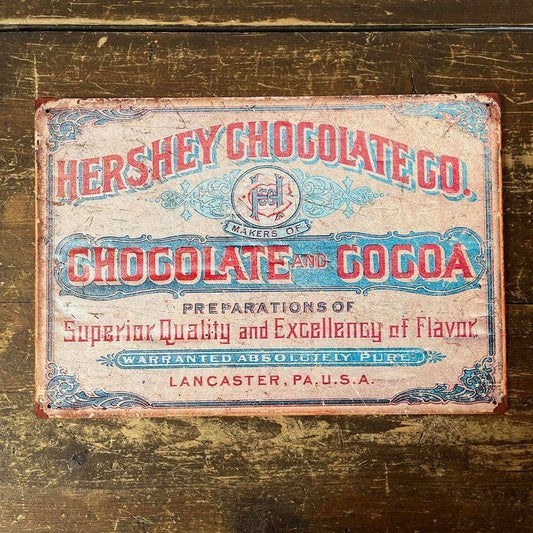 HERSHEY CHOCOLATE CO.
MAKERS OF
CHOCOLATE AND COCOA
PREPARATIONS OF
Superior Quality and Excellency of Flavor.
WARRANTED ABSOLUTELY PURE
LANCASTER, PA. U.S.A.